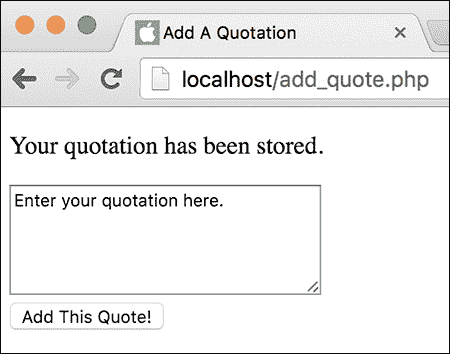 Add A Quotation
localhost/add_quote.php
Your quotation has been stored.
Enter your quotation here.
Add This Quote!